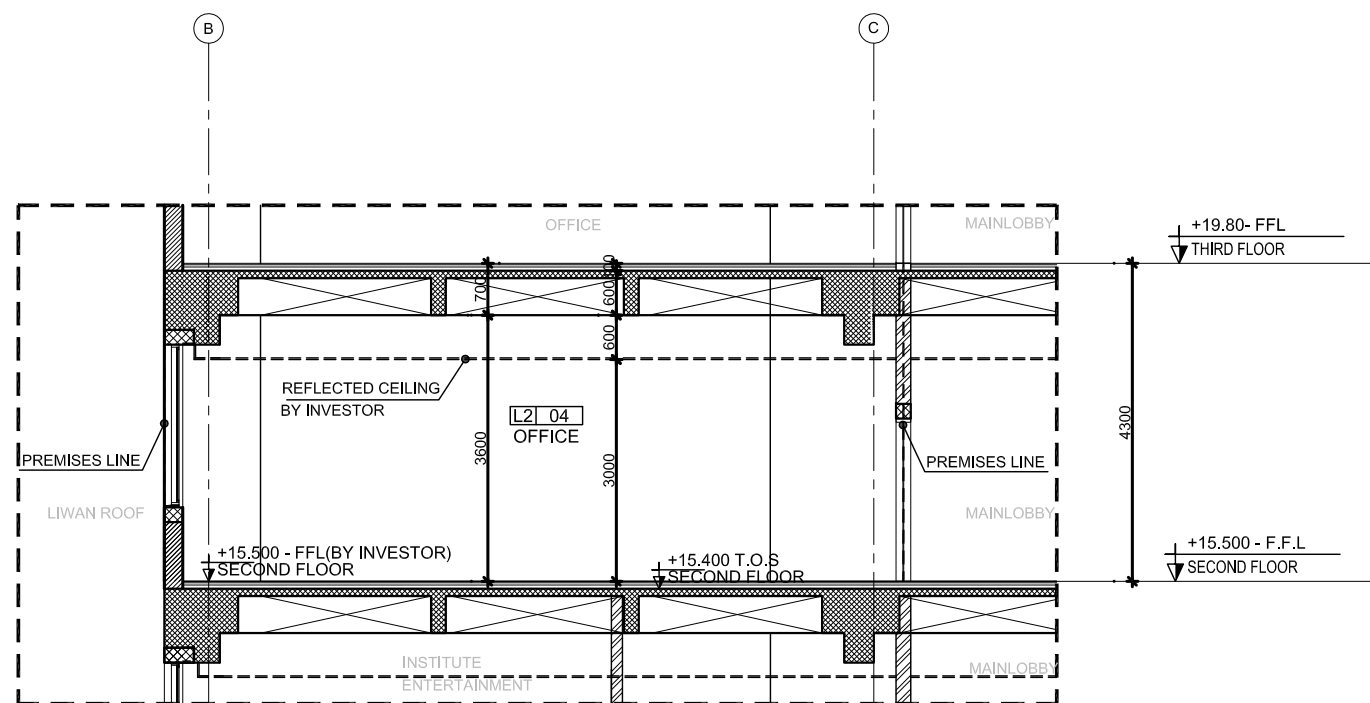 B
C
OFFICE
MAINLOBBY
+19.80- FFL
THIRD FLOOR
100
700
600
600
REFLECTED CEILING
BY INVESTOR
L2 04
OFFICE
3600
3000
4300
PREMISES LINE
PREMISES LINE
LIWAN ROOF
MAINLOBBY
+15.500 - FFL(BY INVESTOR)
SECOND FLOOR
+15.400 T.O.S
SECOND FLOOR
+15.500 - F.F.L
SECOND FLOOR
INSTITUTE
ENTERTAINMENT
MAINLOBBY